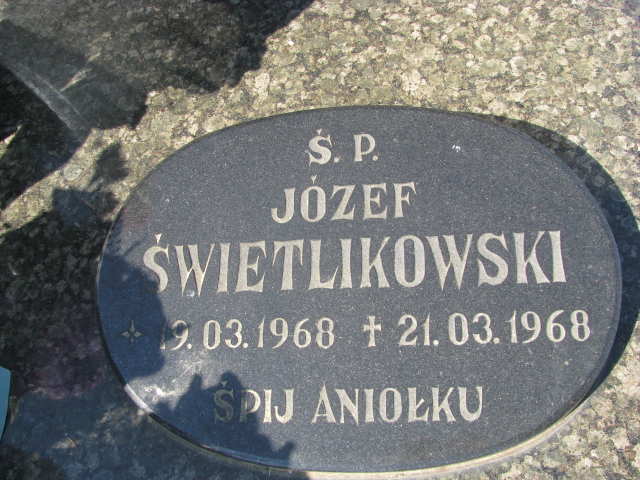 Ś. P.
JÓZEF
ŚWIETLIKOWSKI
19.03.1968 † 21.03.1968
ŚPIJ ANIOŁKU